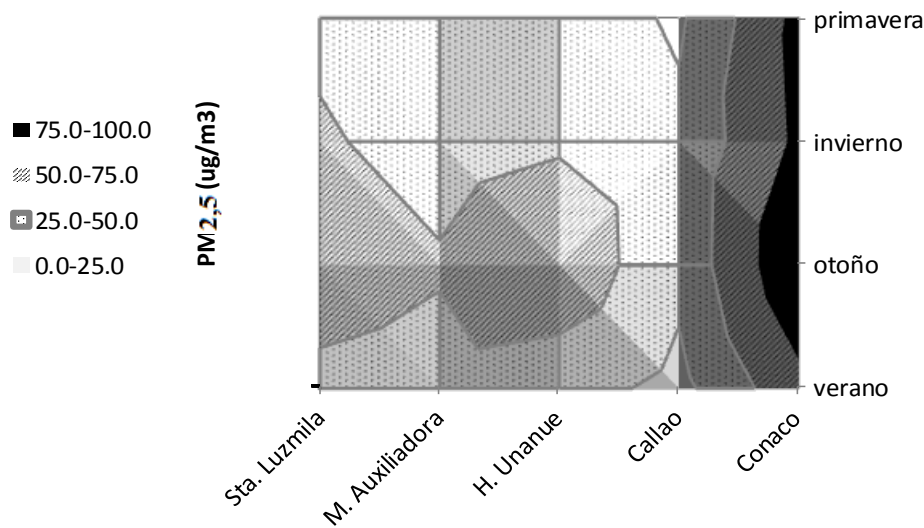 75.0-100.0
50.0-75.0
25.0-50.0
0.0-25.0
PM2,5 (ug/m3)
primavera
invierno
otoño
verano
Sta. Luzmila
M. Auxiliadora
H. Unanue
Callao
Conaco